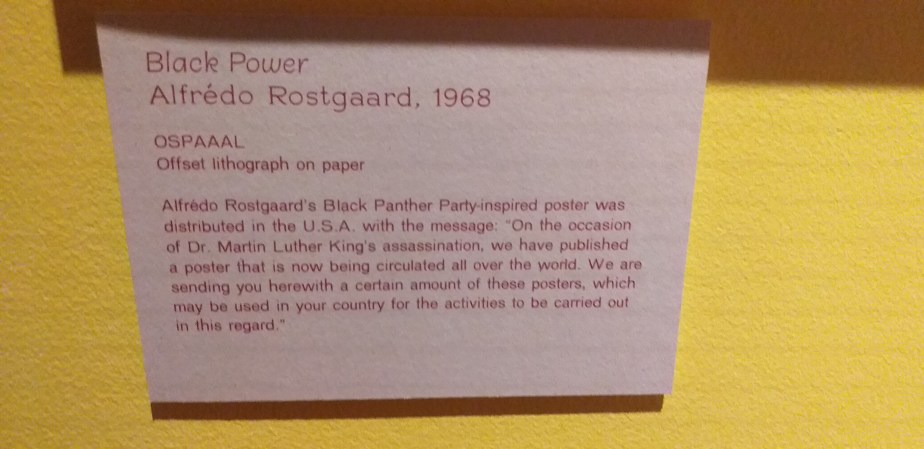 Black Power
Alfrédo Rostgaard, 1968
OSPAAAL
Offset lithograph on paper
Alfrédo Rostgaard's Black Panther Party-inspired poster was
distributed in the U.S.A. with the message: "On the occasion
of Dr. Martin Luther King's assassination, we have published
a poster that is now being circulated all over the world. We are
sending you herewith a certain amount of these posters, which
may be used in your country for the activities to be carried out
in this regard."